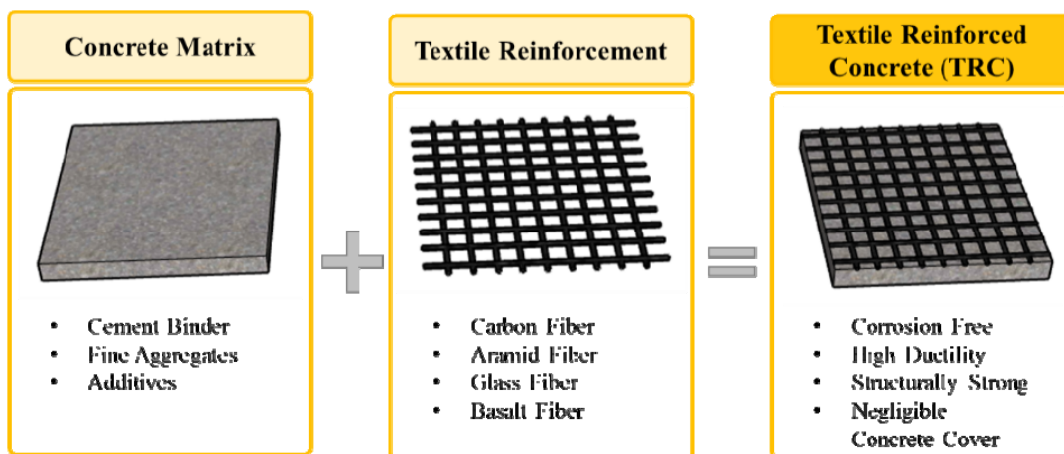 Concrete Matrix
• Cement Binder
• Fine Aggregates
• Additives
Textile Reinforcement
• Carbon Fiber
• Aramid Fiber
• Glass Fiber
• Basalt Fiber
Textile Reinforced
Concrete (TRC)
• Corrosion Free
• High Ductility
• Structurally Strong
• Negligible
Concrete Cover